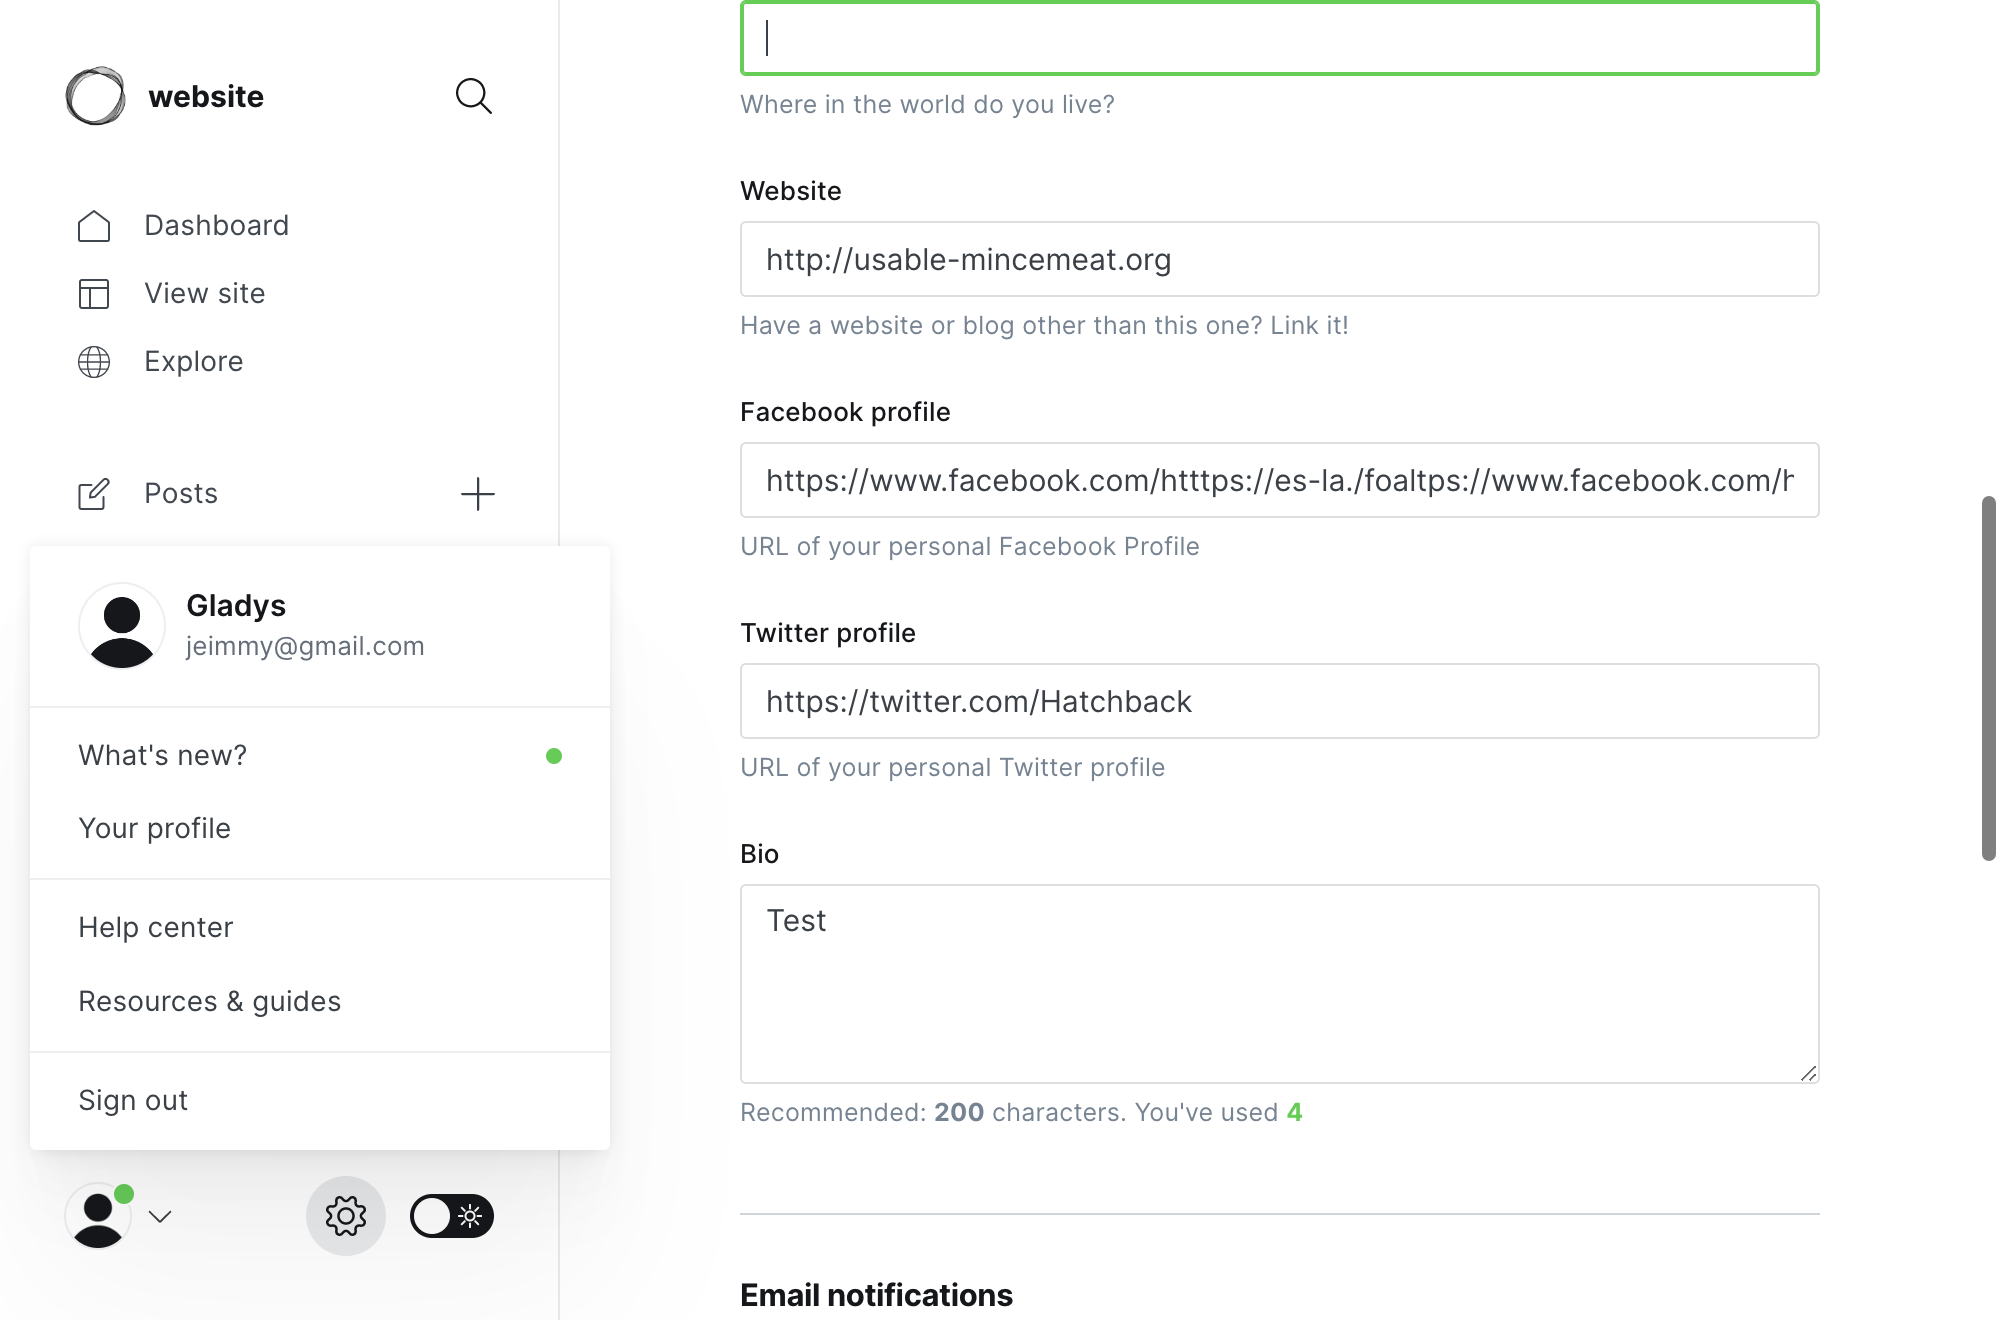 website
Dashboard
View site
Explore
Posts
Gladys
jeimmy@gmail.com
What's new?
Your profile
Help center
Resources & guides
Sign out
Where in the world do you live?
Website
http://usable-mincemeat.org
Have a website or blog other than this one? Link it!
Facebook profile
https://www.facebook.com/htttps://es-la./foaltps://www.facebook.com/h
URL of your personal Facebook Profile
Twitter profile
https://twitter.com/Hatchback
URL of your personal Twitter profile
Bio
Test
Recommended: 200 characters. You've used 4
Email notifications